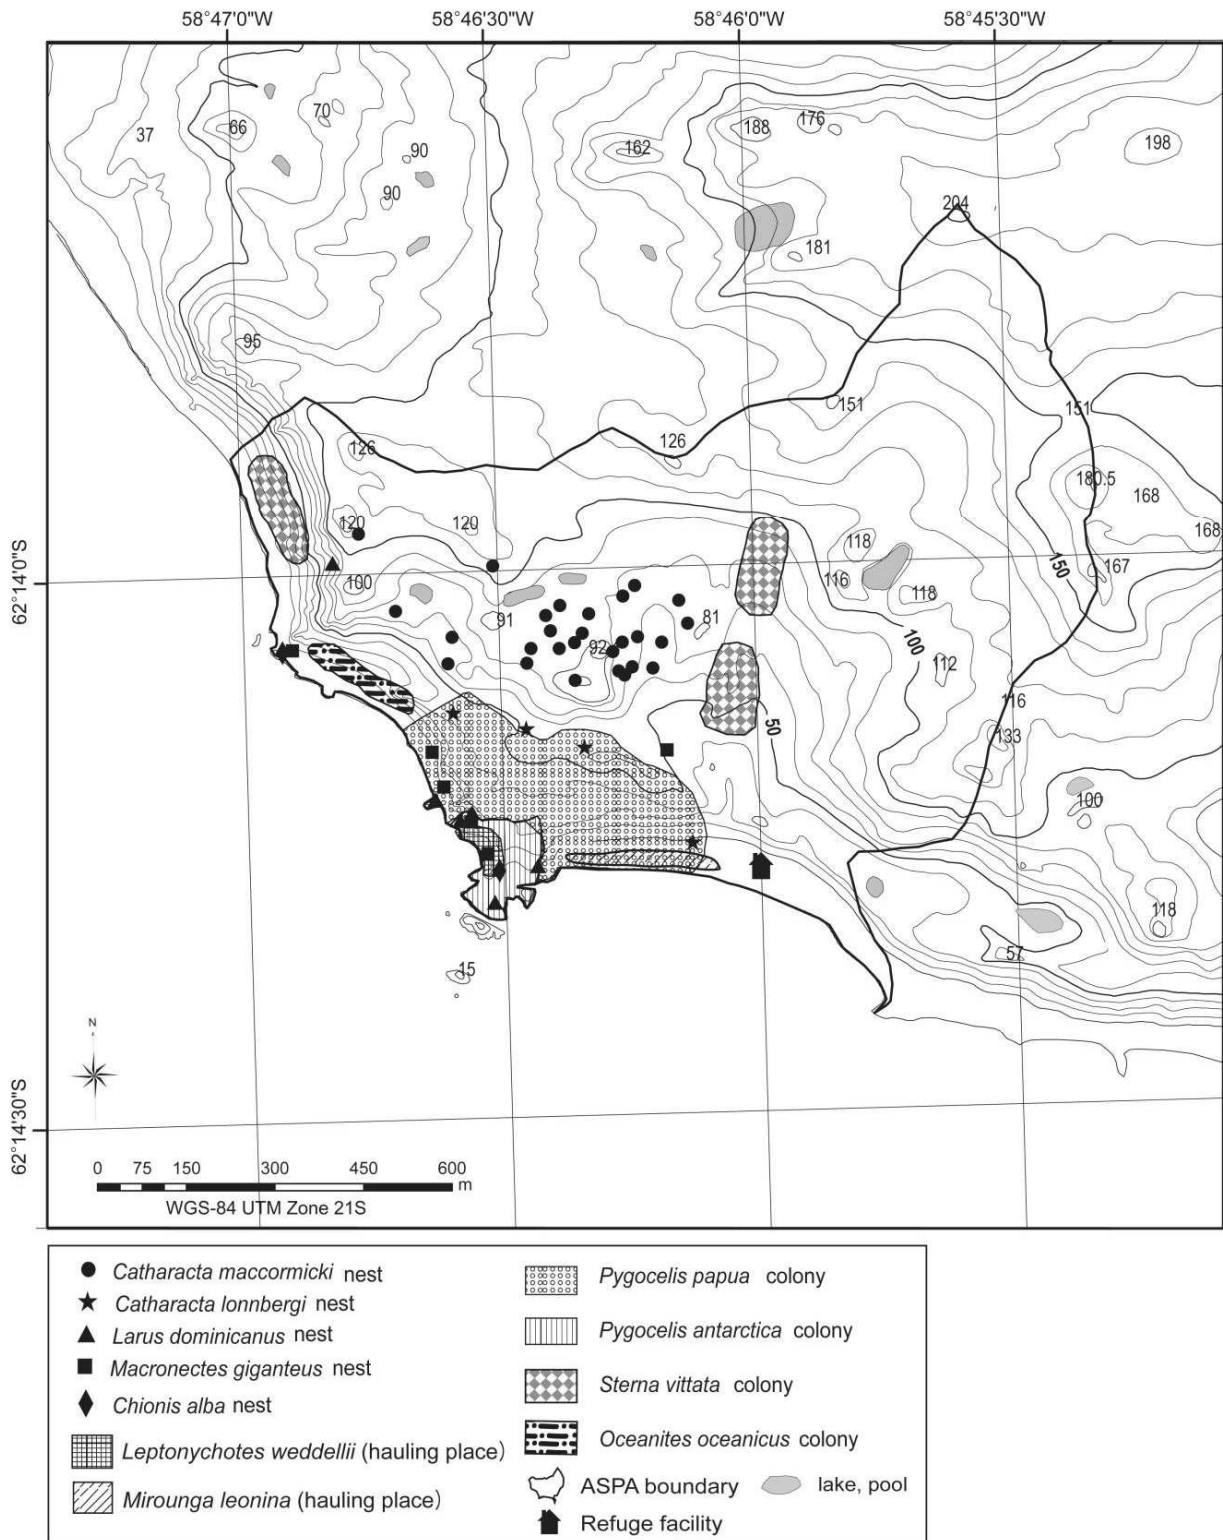 58°47'0"W 58°46'30"W 58°46'0"W 58°45'30"W
70
176
188
66
37
162
198
90
90
204
181
95
151
151
126
126
180.5
168
120
120
168
118
150
167
100
116
118
62°14'0"S
91
81
100
92
112
116
50
133
100
118
57
15
N
62°14'30"S
0 75 150 300 450 600
m
WGS-84 UTM Zone 21S
Catharacta maccormicki nest
Catharacta lonnbergi nest
Larus dominicanus nest
Macronectes giganteus nest
Chionis alba nest
Leptonychotes weddellii (hauling place)
Mirounga leonina (hauling place)
Pygocelis papua colony
Pygocelis antarctica colony
Sterna vittata colony
Oceanites oceanicus colony
ASPA boundary lake, pool
Refuge facility